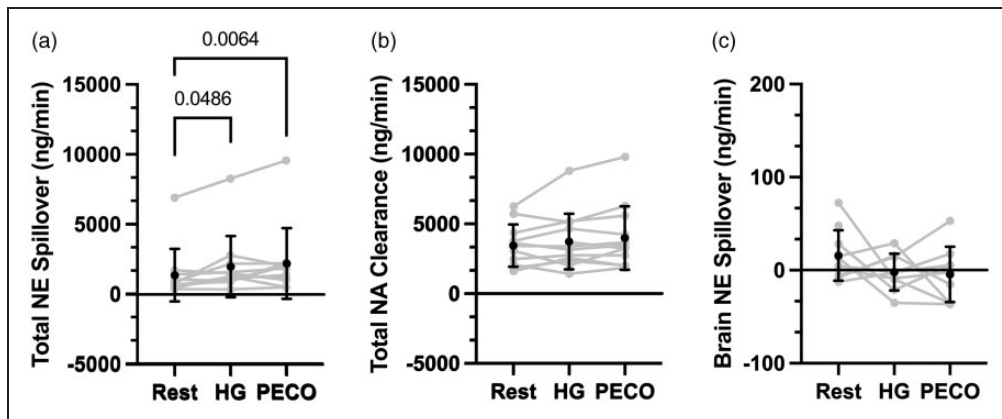 (a)
0.0064
0.0486
Total NE Spillover (ng/min)
15000
10000
5000
0
-5000
Rest HG PECO
(b)
Total NA Clearance (ng/min)
15000
10000
5000
0
-5000
Rest HG PECO
(c)
Brain NE Spillover (ng/min)
200
100
0
-100
Rest HG PECO